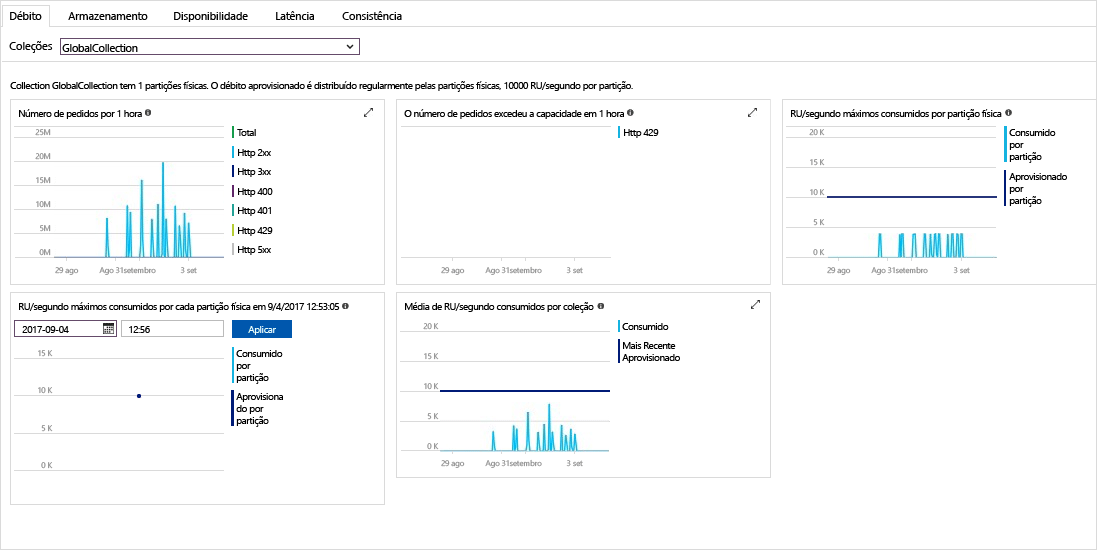 Débito Armazenamento Disponibilidade Latência Consistência
Coleções GlobalCollection
Collection GlobalCollection tem 1 partições físicas. O débito aprovisionado é distribuído regularmente pelas partições físicas, 10000 RU/segundo por partição.
Número de pedidos por 1 hora
25M
20M
15M
10M
5M
0M
29 ago Ago 31setembro 3 set
Total
Http 2xx
Http 3xx
Http 400
Http 401
Http 429
Http 5xx
O número de pedidos excedeu a capacidade em 1 hora
Http 429
29 ago Ago 31setembro 3 set
RU/segundo máximos consumidos por partição física
20 K
15 K
10 K
5 K
0 K
29 ago Ago 31setembro 3 set
Consumido
por
partição
Aprovisionado
por
partição
RU/segundo máximos consumidos por cada partição física em 9/4/2017 12:53:05
2017-09-04 12:56 Aplicar
15 K
10 K
5 K
0 K
Consumido
por
partição
Aprovisiona
do por
partição
Média de RU/segundo consumidos por coleção
20 K
15 K
10 K
5 K
0 K
29 ago Ago 31setembro 3 set
Consumido
Mais Recente
Aprovisionado